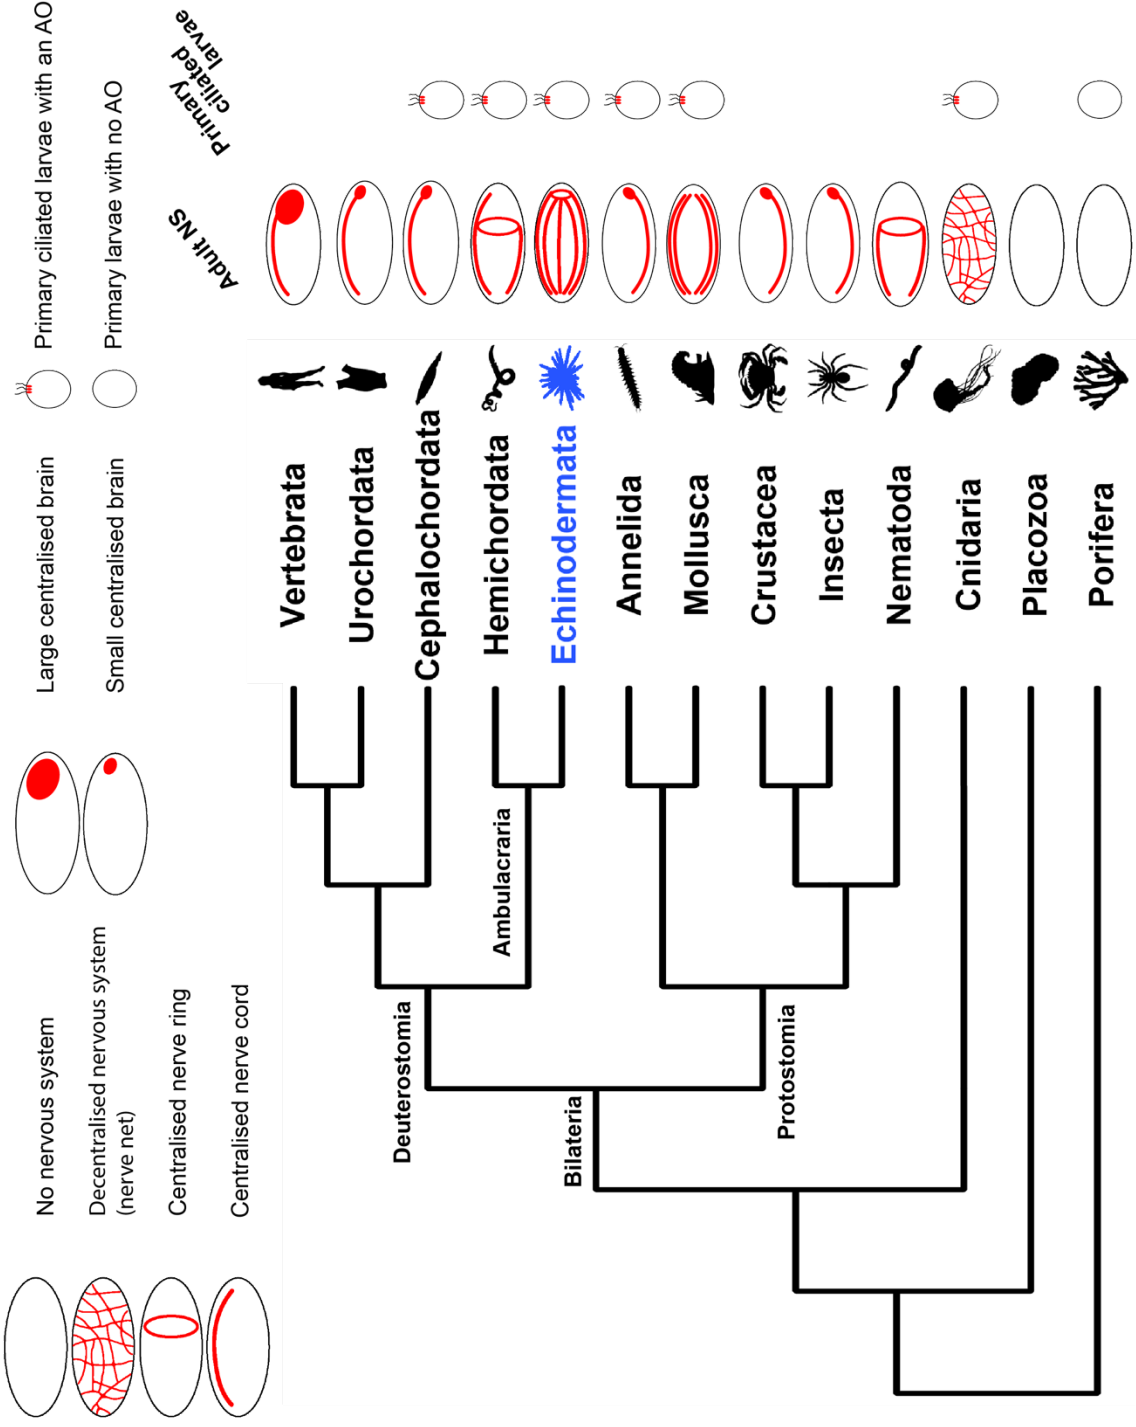 No nervous system
Decentralised nervous system
(nerve net)
Centralised nerve ring
Centralised nerve cord
Large centralised brain
Small centralised brain
Primary ciliated larvae with an AO
Primary larvae with no AO
Adult NS
Primary
ciliated
larvae
Vertebrata
Urochordata
Cephalochordata
Hemichordata
Echinodermata
Annelida
Mollusca
Crustacea
Insecta
Nematoda
Cnidaria
Placozoa
Porifera
Ambulacraria
Deuterostomia
Protostomia
Bilateria